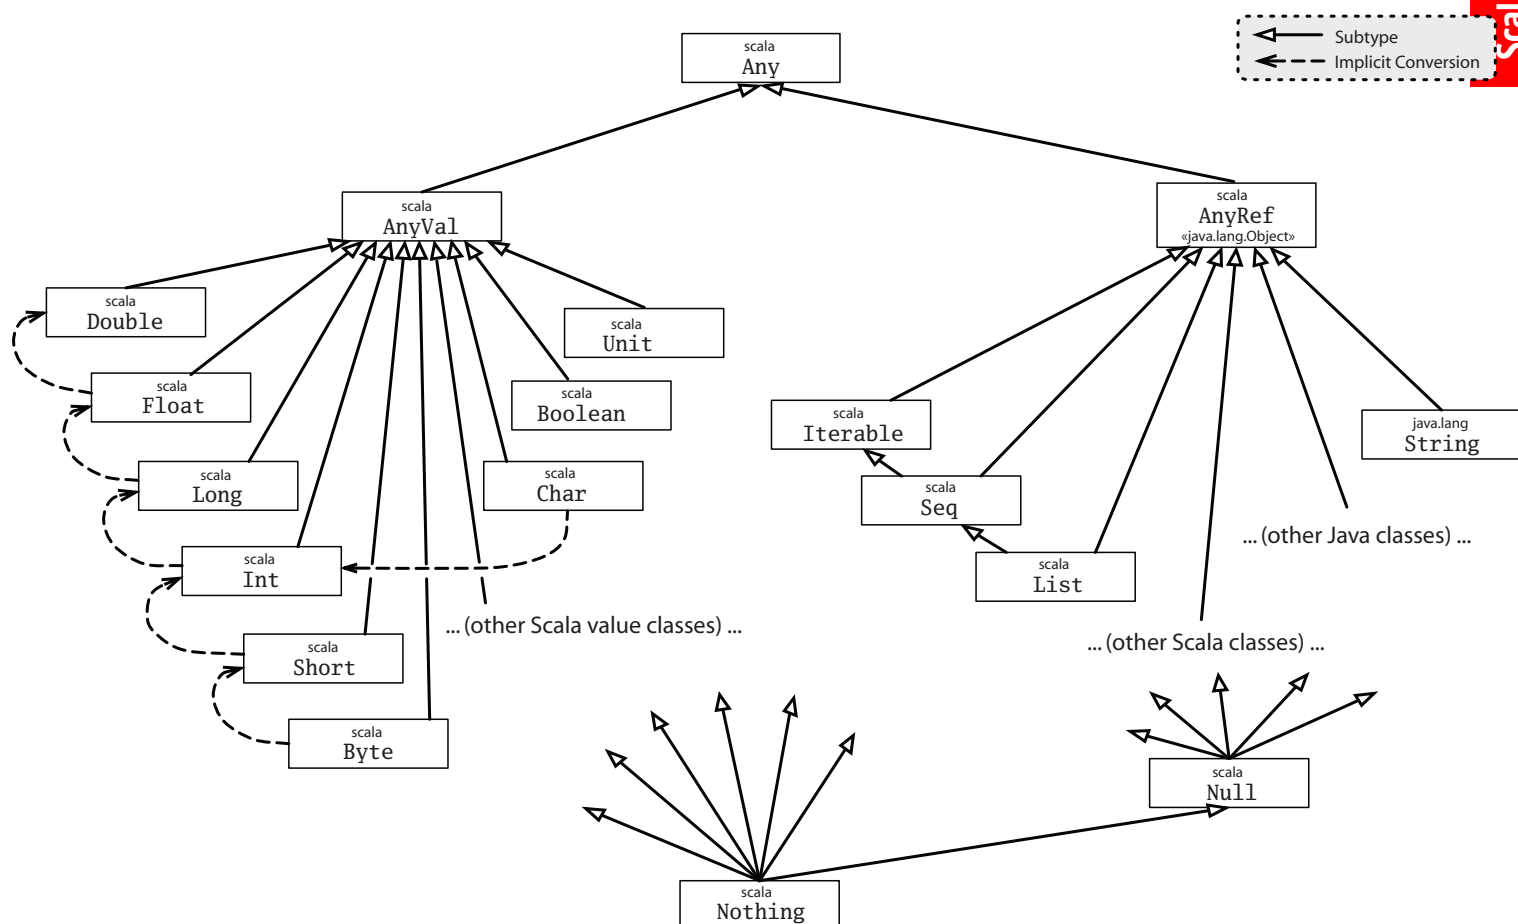 scala
Any
Subtype
Implicit Conversion
scal
scala
AnyVal
scala
AnyRef
«java.lang.Object»
scala
Double
scala
Unit
scala
Float
scala
Boolean
scala
Iterable
java.lang
String
scala
Long
scala
Char
scala
Seq
... (other Java classes) ...
scala
Int
scala
List
... (other Scala value classes) ...
... (other Scala classes) ...
scala
Short
scala
Byte
scala
Null
scala
Nothing